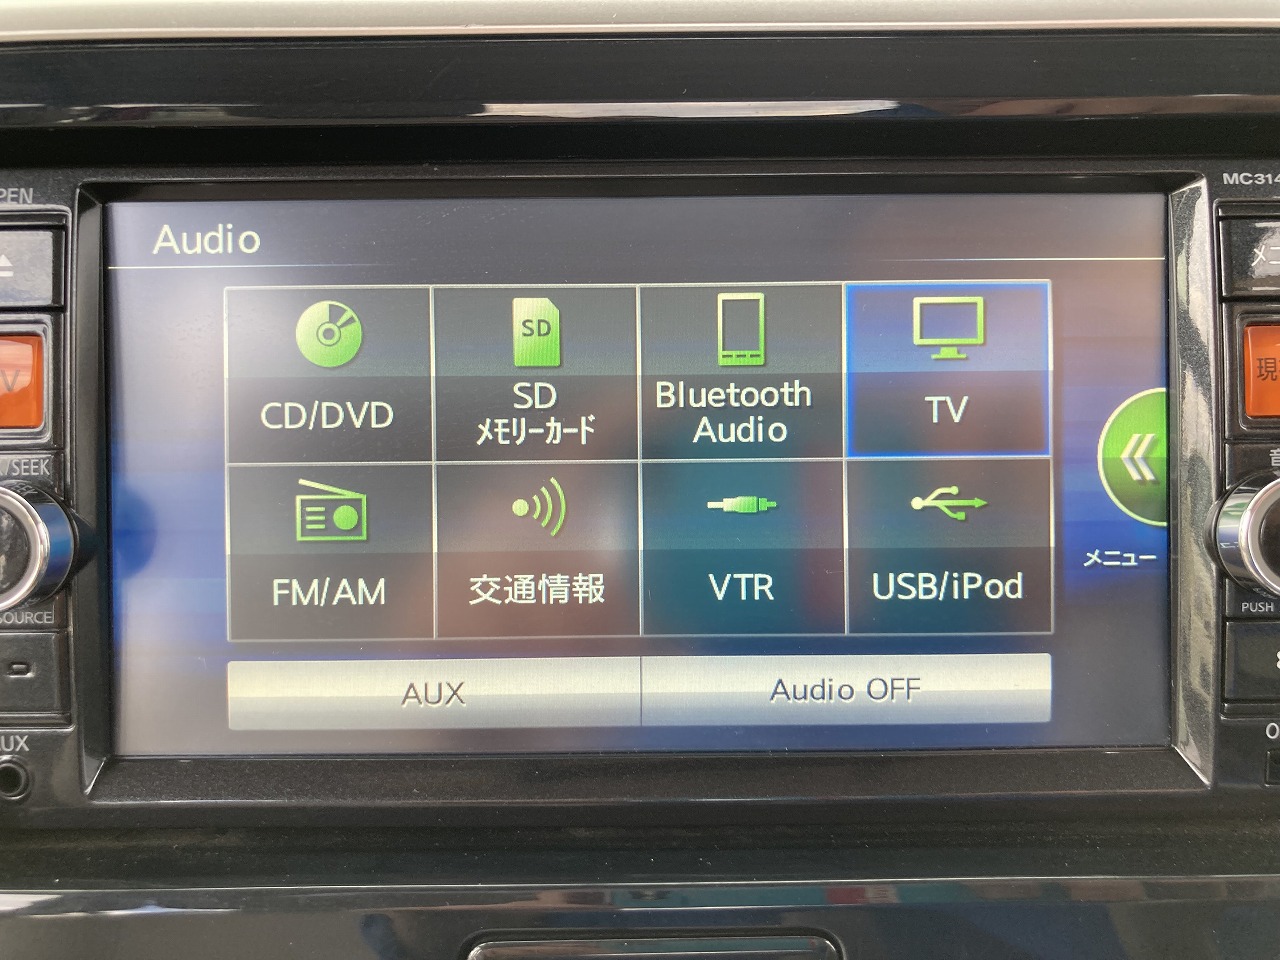 MC314
Audio
CD/DVD
SD
SD
メモリーカード
Bluetooth
Audio
TV
メニュー
FM/AM
交通情報
VTR
USB/iPod
AUX
Audio OFF
PUSH